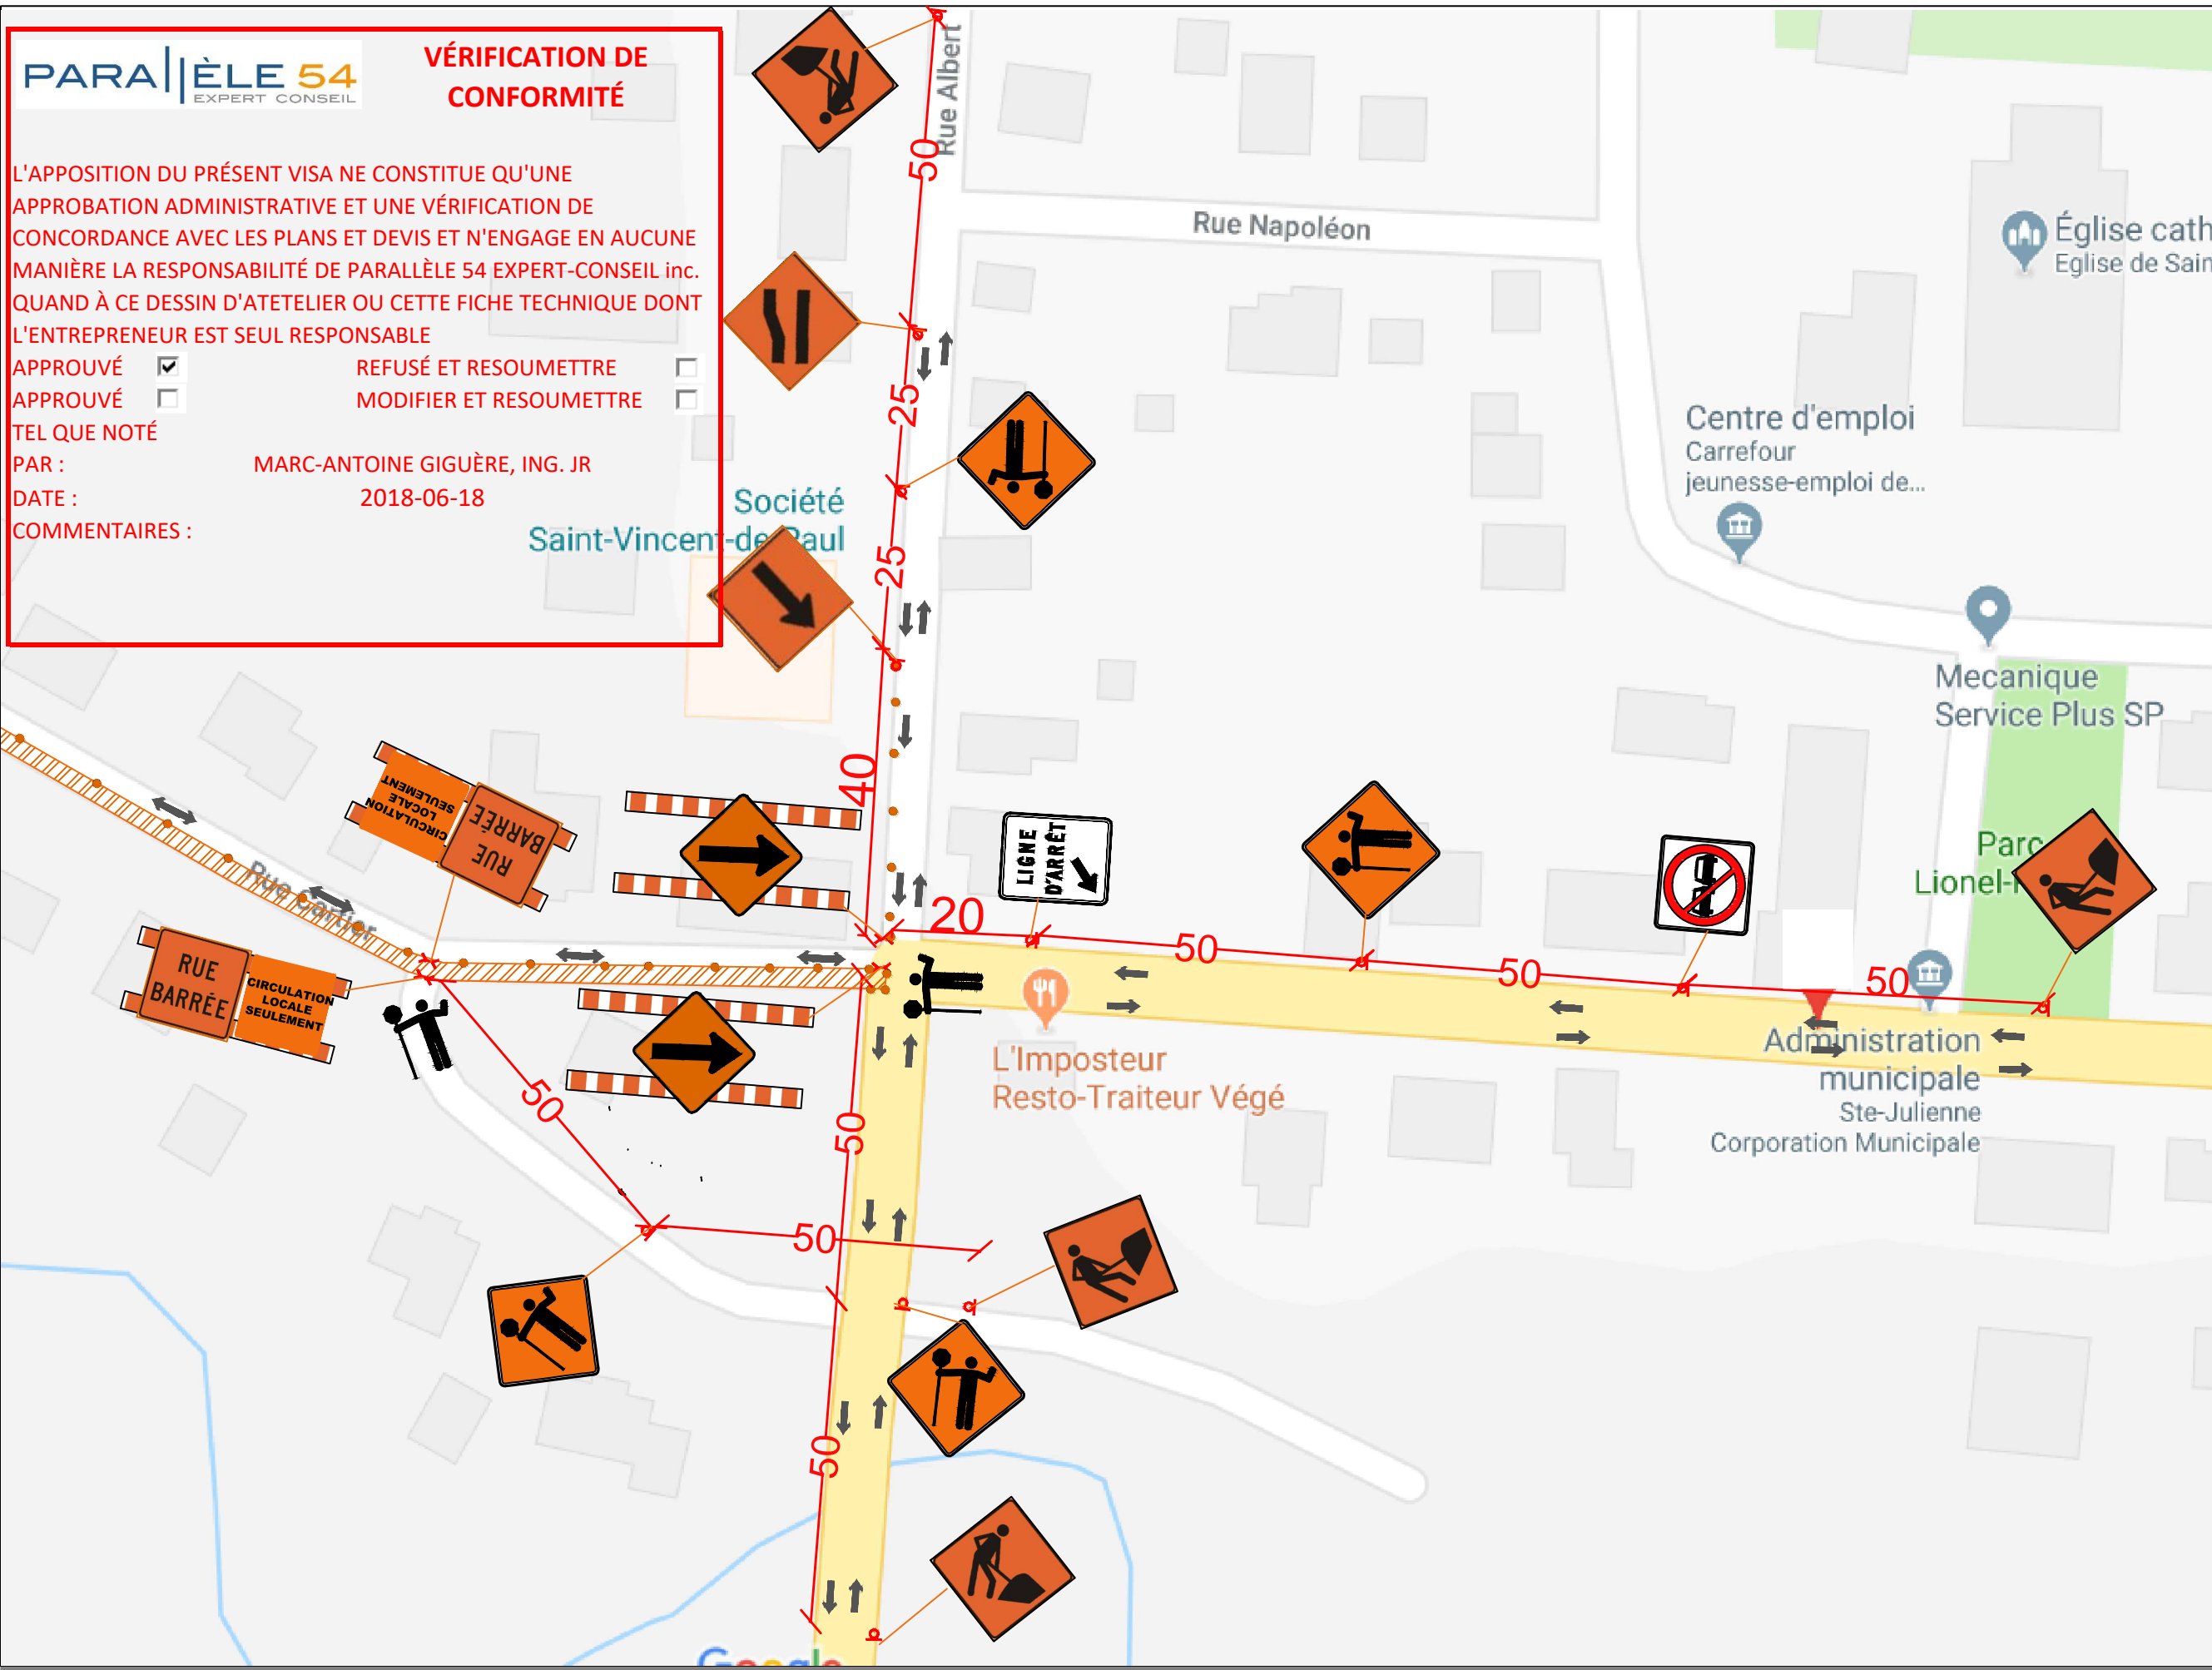 PARALLÈLE 54
EXPERT CONSEIL
VÉRIFICATION DE
CONFORMITÉ
L'APPOSITION DU PRÉSENT VISA NE CONSTITUE QU'UNE
APPROBATION ADMINISTRATIVE ET UNE VÉRIFICATION DE
CONCORDANCE AVEC LES PLANS ET DEVIS ET N'ENGAGE EN AUCUNE
MANIÈRE LA RESPONSABILITÉ DE PARALLÈLE 54 EXPERT-CONSEIL inc.
QUAND À CE DESSIN D'ATETELIER OU CETTE FICHE TECHNIQUE DONT
L'ENTREPRENEUR EST SEUL RESPONSABLE
APPROUVÉ REFUSÉ ET RESOUMETTRE
APPROUVÉ MODIFIER ET RESOUMETTRE
TEL QUE NOTÉ
PAR : MARC-ANTOINE GIGUÈRE, ING. JR
DATE : 2018-06-18
COMMENTAIRES :
Rue Albert
50
Rue Napoléon
Église cath
Eglise de Sain
25
Centre d'emploi
Carrefour
jeunesse-emploi de...
Société
Saint-Vincent-de-Paul
25
Mecanique
Service Plus SP
40
CIRCULATION
LOCALE
SEULEMENT
RUE
BARRÉE
LIGNE
D'ARRÊT
Parc
Lionel-
Rue Cartier
20
50
50
50
RUE
BARRÉE
CIRCULATION
LOCALE
SEULEMENT
L'Imposteur
Resto-Traiteur Végé
Administration
municipale
Ste-Julienne
Corporation Municipale
50
50
50
50
Google